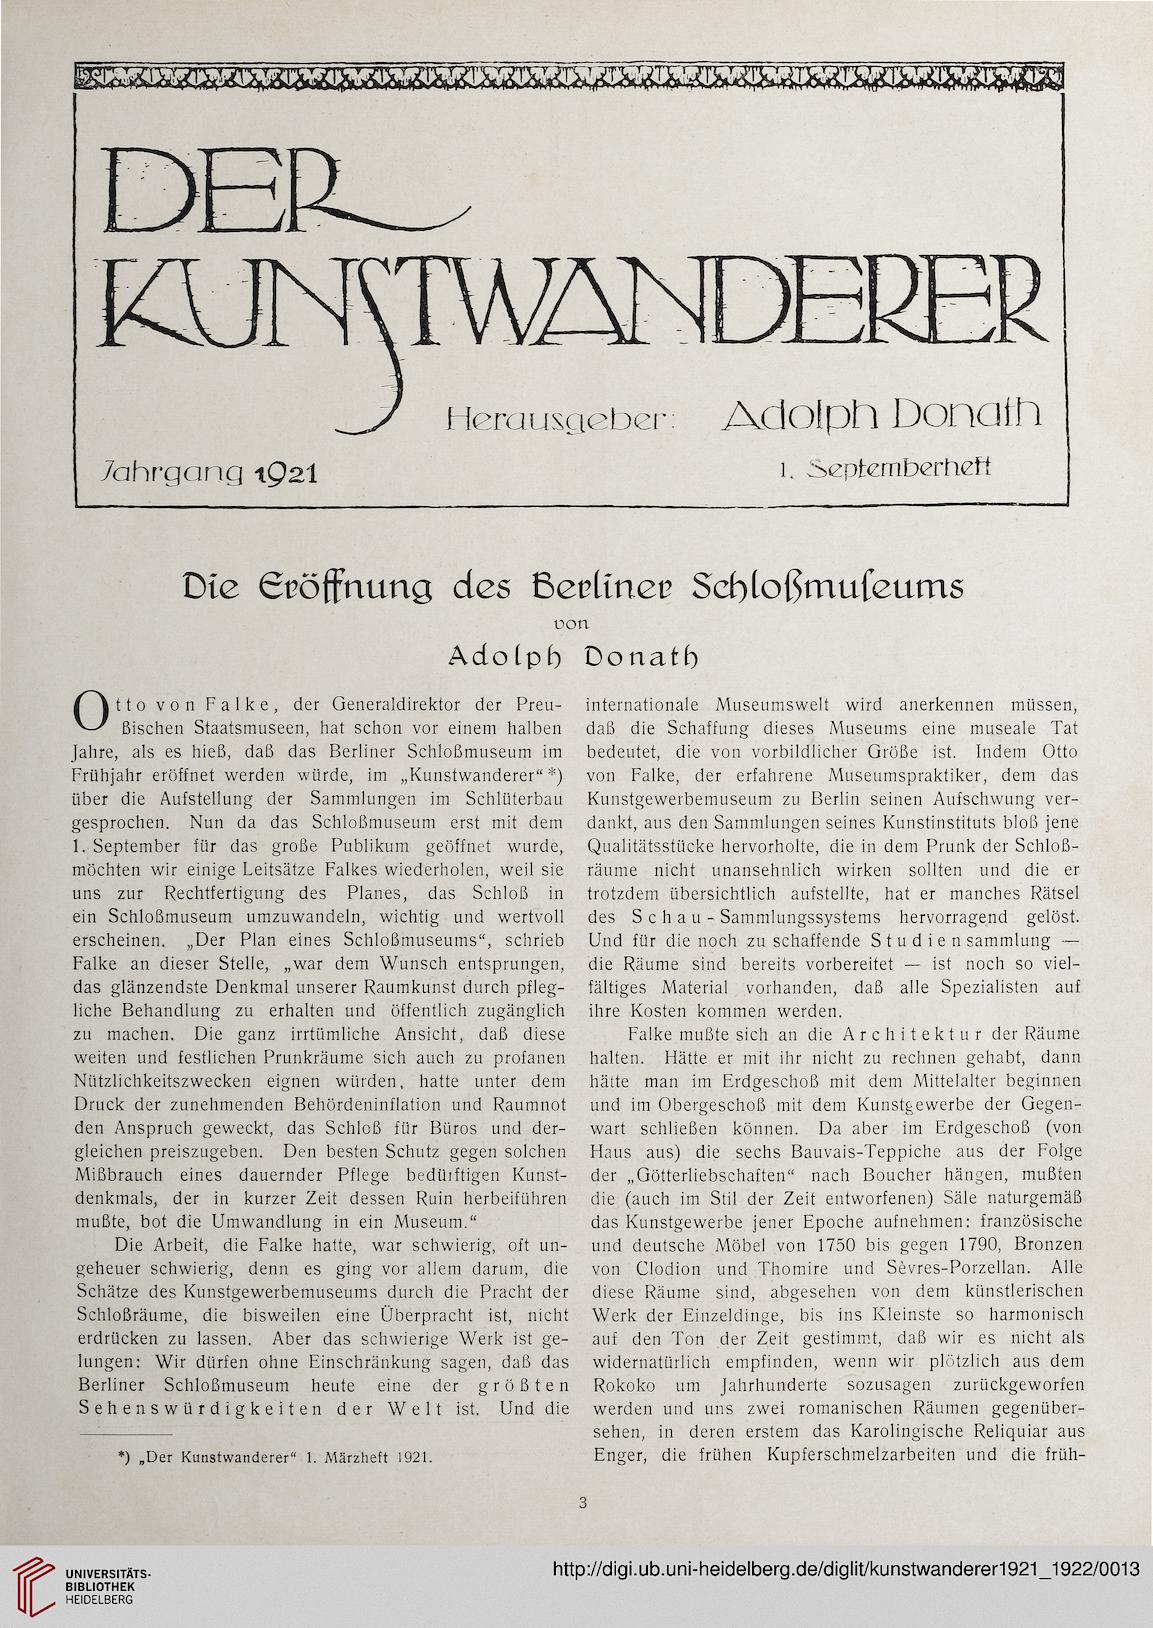 DER
KUNSTWANDERER
Herausgeber: Adolph Donath
Jahrgang 1921
1. Septemberheft
Die Eröffnung des Berliner Schloßmuſeums
von
Adolph Donath
Otto von Falke, der Generaldirektor der Preu-
ßischen Staatsmuseen, hat schon vor einem halben
Jahre, als es hieß, daß das Berliner Schloßmuseum im
Frühjahr eröffnet werden würde, im „Kunstwanderer“ *)
über die Aufstellung der Sammlungen im Schlüterbau
gesprochen. Nun da das Schloßmuseum erst mit dem
1. September für das große Publikum geöffnet wurde,
möchten wir einige Leitsätze Falkes wiederholen, weil sie
uns zur Rechtfertigung des Planes, das Schloß in
ein Schloßmuseum umzuwandeln, wichtig und wertvoll
erscheinen. „Der Plan eines Schloßmuseums“, schrieb
Falke an dieser Stelle, „war dem Wunsch entsprungen,
das glänzendste Denkmal unserer Raumkunst durch pfleg-
liche Behandlung zu erhalten und öffentlich zugänglich
zu machen. Die ganz irrtümliche Ansicht, daß diese
weiten und festlichen Prunkräume sich auch zu profanen
Nützlichkeitszwecken eignen würden, hatte unter dem
Druck der zunehmenden Behördeninflation und Raumnot
den Anspruch geweckt, das Schloß für Büros und der-
gleichen preiszugeben. Den besten Schutz gegen solchen
Mißbrauch eines dauernder Pflege bedürftigen Kunst-
denkmals, der in kurzer Zeit dessen Ruin herbeiführen
mußte, bot die Umwandlung in ein Museum.“
Die Arbeit, die Falke hatte, war schwierig, oft un-
geheuer schwierig, denn es ging vor allem darum, die
Schätze des Kunstgewerbemuseums durch die Pracht der
Schloßräume, die bisweilen eine Überpracht ist, nicht
erdrücken zu lassen. Aber das schwierige Werk ist ge-
lungen: Wir dürfen ohne Einschränkung sagen, daß das
Berliner Schloßmuseum heute eine der größten
Sehenswürdigkeiten der Welt ist. Und die
*) „Der Kunstwanderer“ 1. Märzheft 1921.
internationale Museumswelt wird anerkennen müssen,
daß die Schaffung dieses Museums eine museale Tat
bedeutet, die von vorbildlicher Größe ist. Indem Otto
von Falke, der erfahrene Museumspraktiker, dem das
Kunstgewerbemuseum zu Berlin seinen Aufschwung ver-
dankt, aus den Sammlungen seines Kunstinstituts bloß jene
Qualitätsstücke hervorholte, die in dem Prunk der Schloß-
räume nicht unansehnlich wirken sollten und die er
trotzdem übersichtlich aufstellte, hat er manches Rätsel
des Schau-Sammlungssystems hervorragend gelöst.
Und für die noch zu schaffende Studiensammlung —
die Räume sind bereits vorbereitet — ist noch so viel-
fältiges Material vorhanden, daß alle Spezialisten auf
ihre Kosten kommen werden.
Falke mußte sich an die Architektur der Räume
halten. Hätte er mit ihr nicht zu rechnen gehabt, dann
hätte man im Erdgeschoß mit dem Mittelalter beginnen
und im Obergeschoß mit dem Kunstgewerbe der Gegen-
wart schließen können. Da aber im Erdgeschoß (von
Haus aus) die sechs Bauvais-Teppiche aus der Folge
der „Götterliebschaften“ nach Boucher hängen, mußten
die (auch im Stil der Zeit entworfenen) Säle naturgemäß
das Kunstgewerbe jener Epoche aufnehmen: französische
und deutsche Möbel von 1750 bis gegen 1790, Bronzen
von Clodion und Thomire und Sèvres-Porzellan. Alle
diese Räume sind, abgesehen von dem künstlerischen
Werk der Einzeldinge, bis ins Kleinste so harmonisch
auf den Ton der Zeit gestimmt, daß wir es nicht als
widernatürlich empfinden, wenn wir plötzlich aus dem
Rokoko um Jahrhunderte sozusagen zurückgeworfen
werden und uns zwei romanischen Räumen gegenüber-
sehen, in deren erstem das Karolingische Reliquiar aus
Enger, die frühen Kupferschmelzarbeiten und die früh-
3
UNIVERSITÄTS-
BIBLIOTHEK
HEIDELBERG
http://digi.ub.uni-heidelberg.de/diglit/kunstwanderer1921_1922/0013